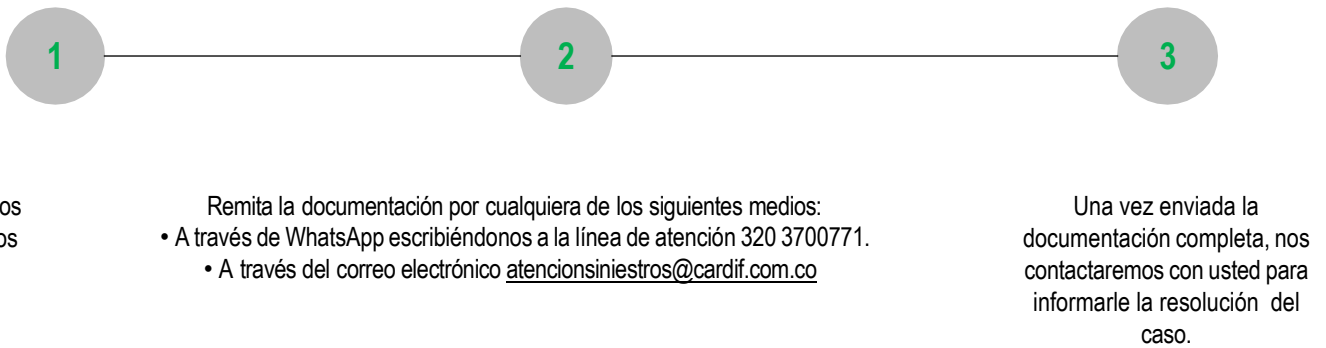 1
2
3
Remita la documentación por cualquiera de los siguientes medios:
• A través de WhatsApp escribiéndonos a la línea de atención 320 3700771.
• A través del correo electrónico atencionsiniestros@cardif.com.co
Una vez enviada la
documentación completa, nos
contactaremos con usted para
informarle la resolución del
caso.